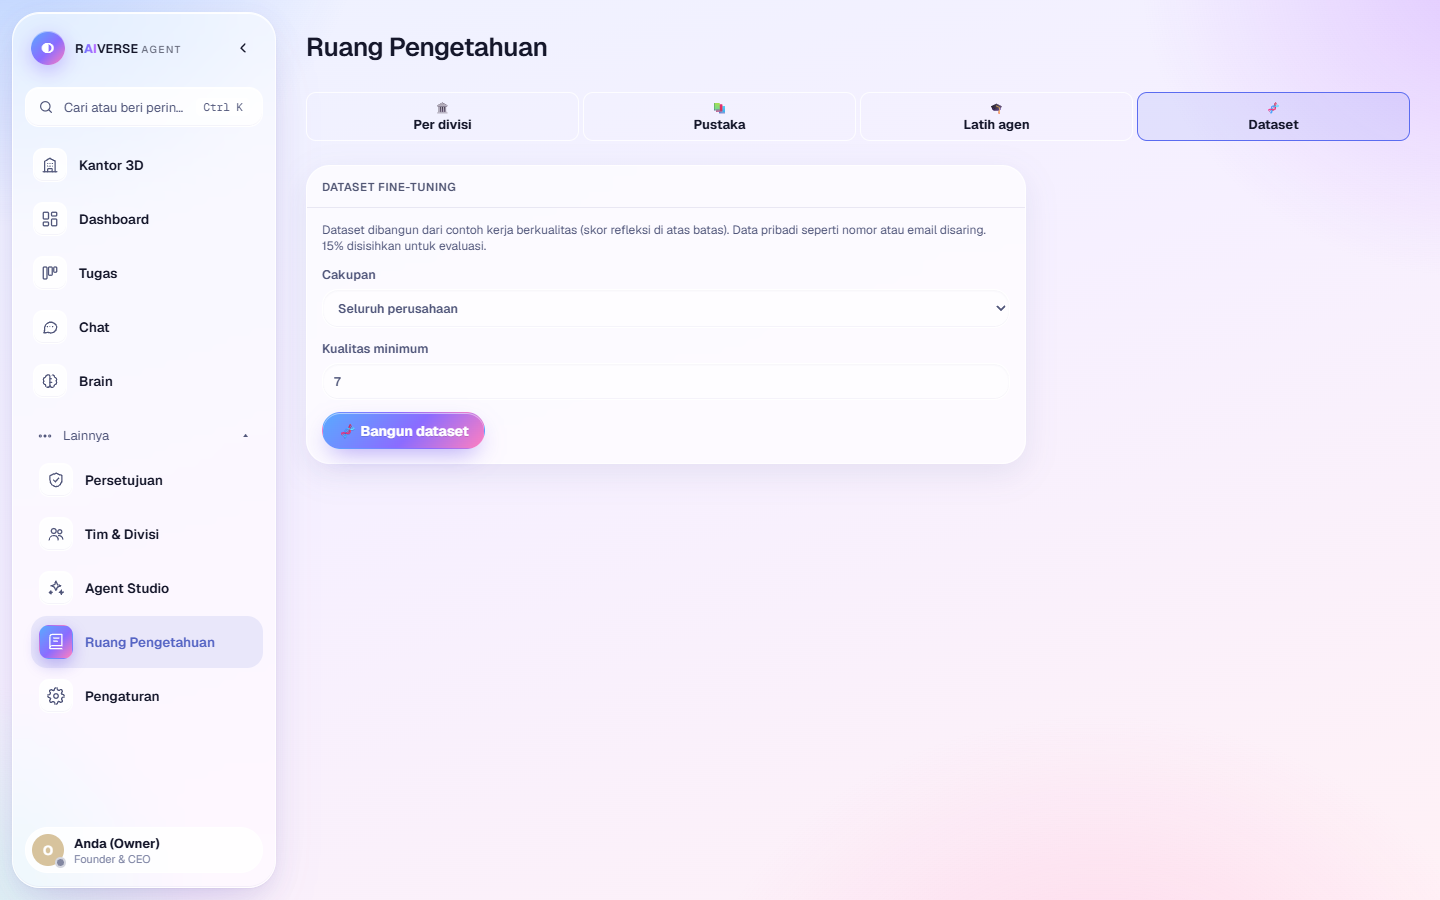 RAIVERSE AGENT
Cari atau beri perin... Ctrl K
Kantor 3D
Dashboard
Tugas
Chat
Brain
Lainnya
Persetujuan
Tim & Divisi
Agent Studio
Ruang Pengetahuan
Pengaturan
O
Anda (Owner)
Founder & CEO
Ruang Pengetahuan
Per divisi
Pustaka
Latih agen
Dataset
DATASET FINE-TUNING
Dataset dibangun dari contoh kerja berkualitas (skor refleksi di atas batas). Data pribadi seperti nomor atau email disaring.
15% disisihkan untuk evaluasi.
Cakupan
Seluruh perusahaan
Kualitas minimum
7
Bangun dataset